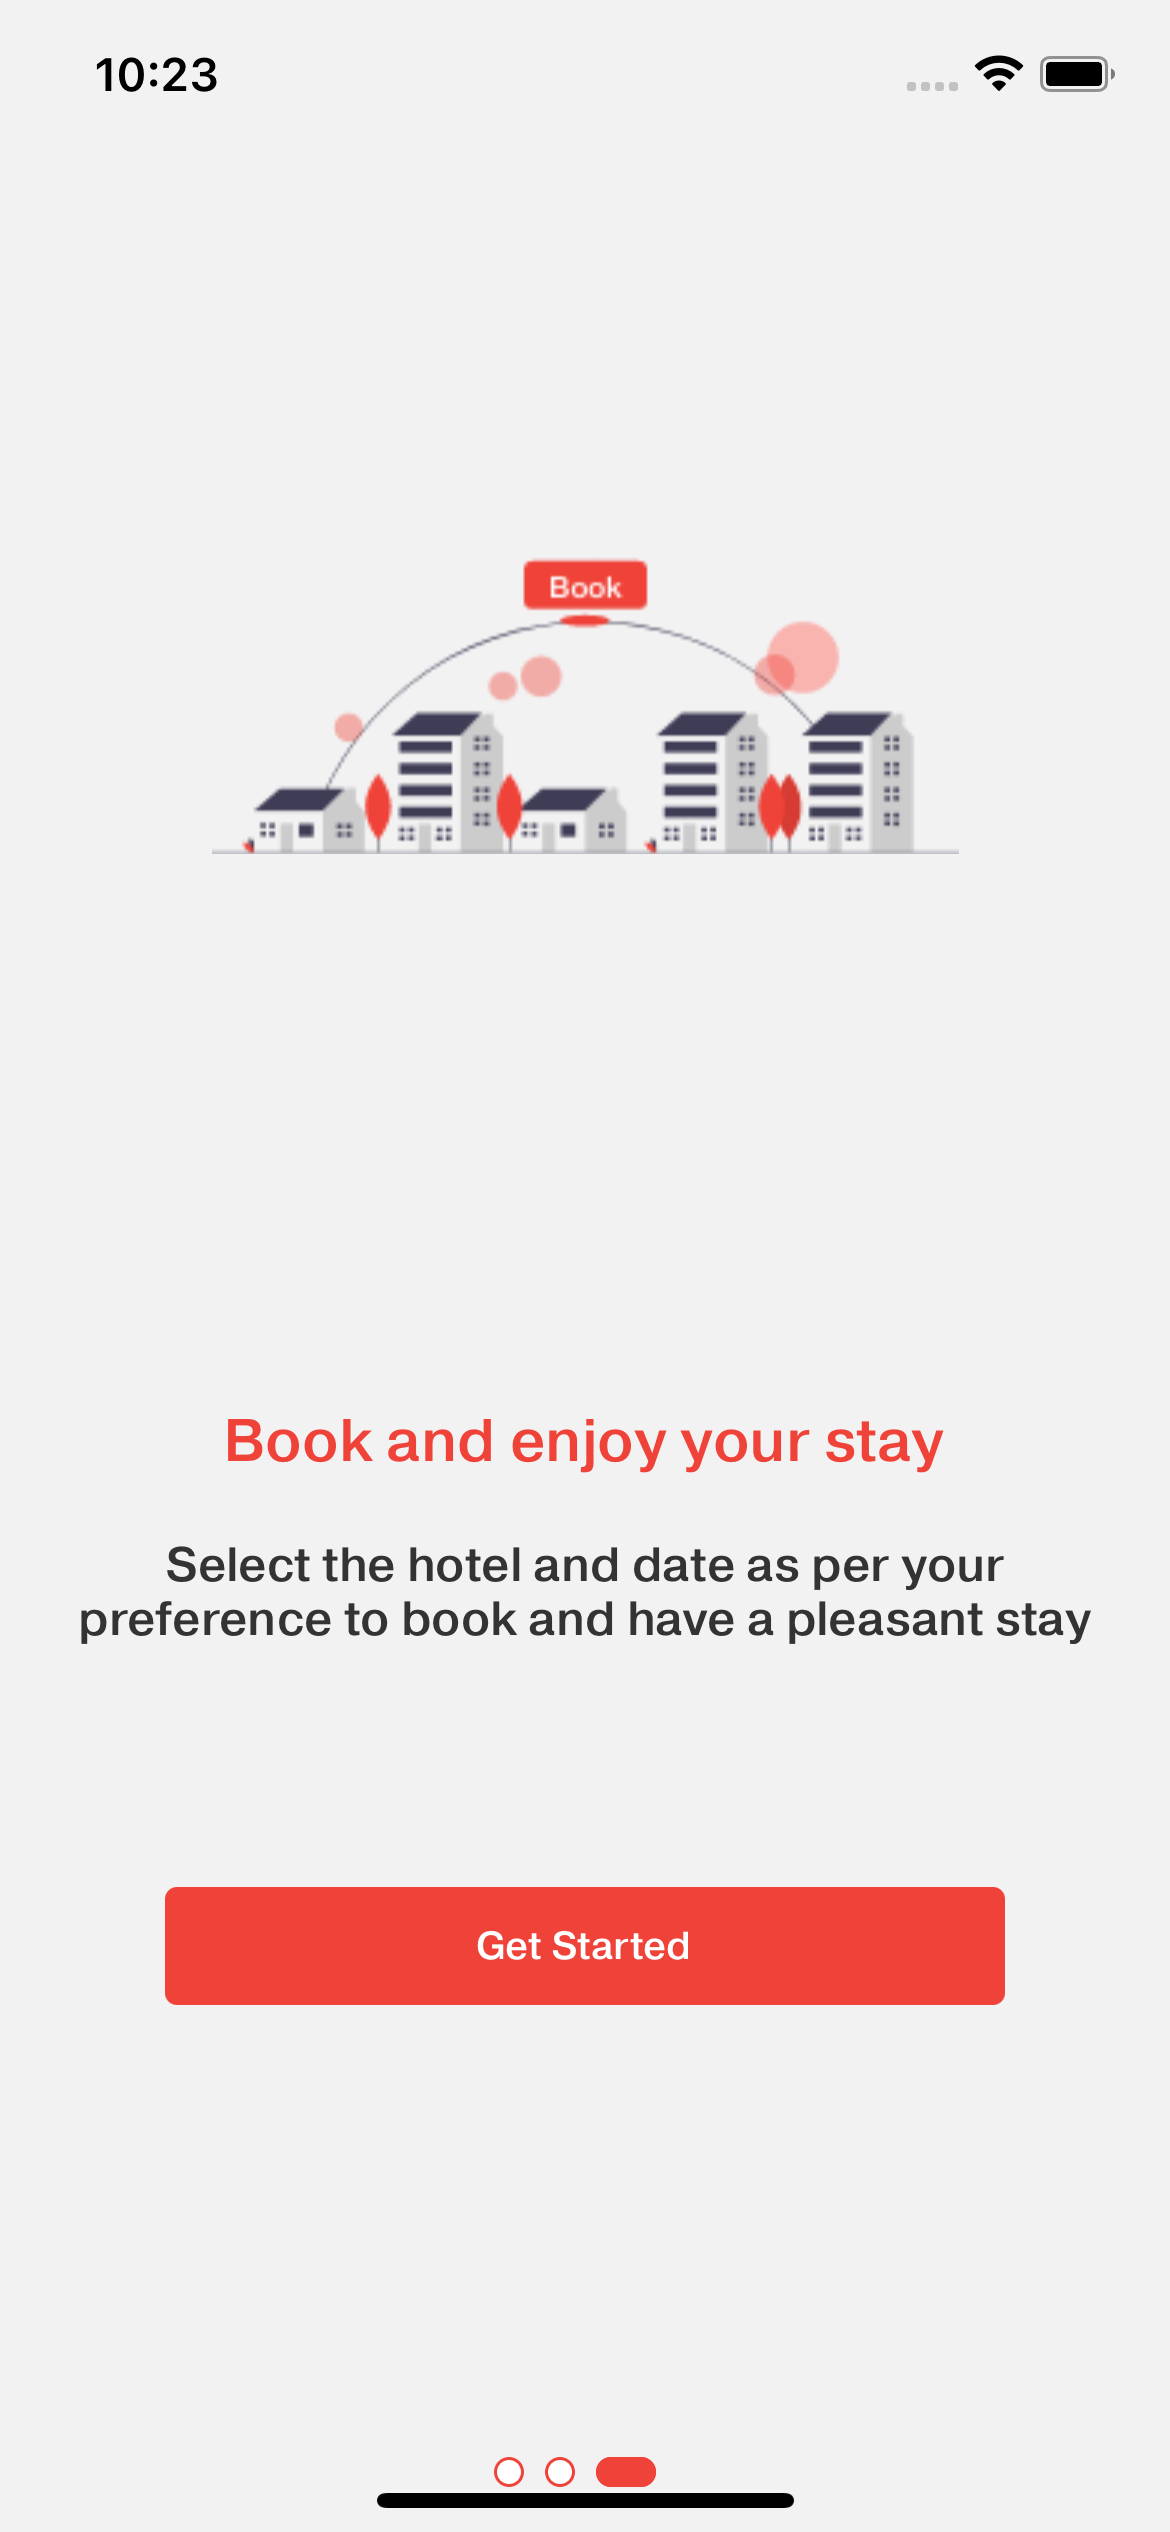 10:23
Book
Book and enjoy your stay
Select the hotel and date as per your
preference to book and have a pleasant stay
Get Started